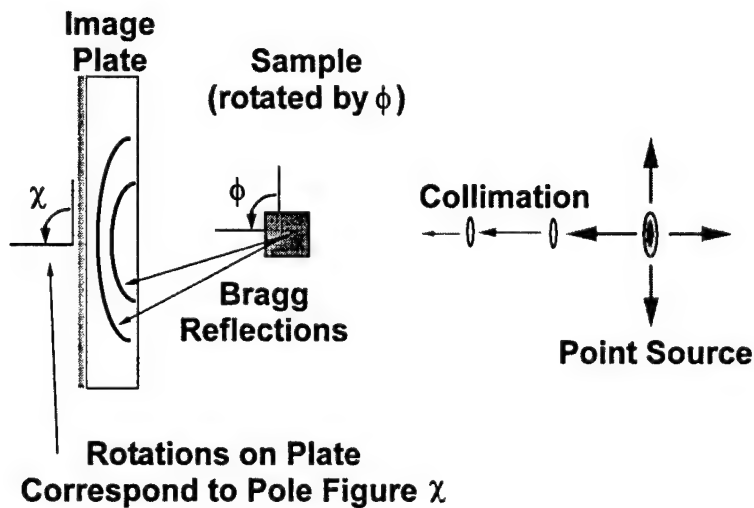 Image
Plate
Sample
(rotated by ϕ)
χ
ϕ
Collimation
Bragg
Reflections
Point Source
Rotations on Plate
Correspond to Pole Figure χ